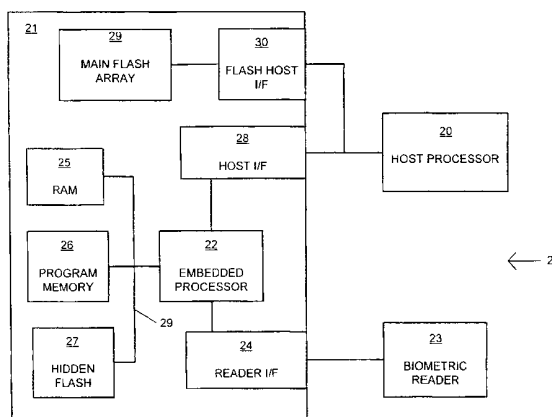 21
29
MAIN FLASH
ARRAY
30
FLASH HOST
I/F
28
HOST I/F
20
HOST PROCESSOR
25
RAM
26
PROGRAM
MEMORY
22
EMBEDDED
PROCESSOR
2
29
27
HIDDEN
FLASH
24
READER I/F
23
BIOMETRIC
READER